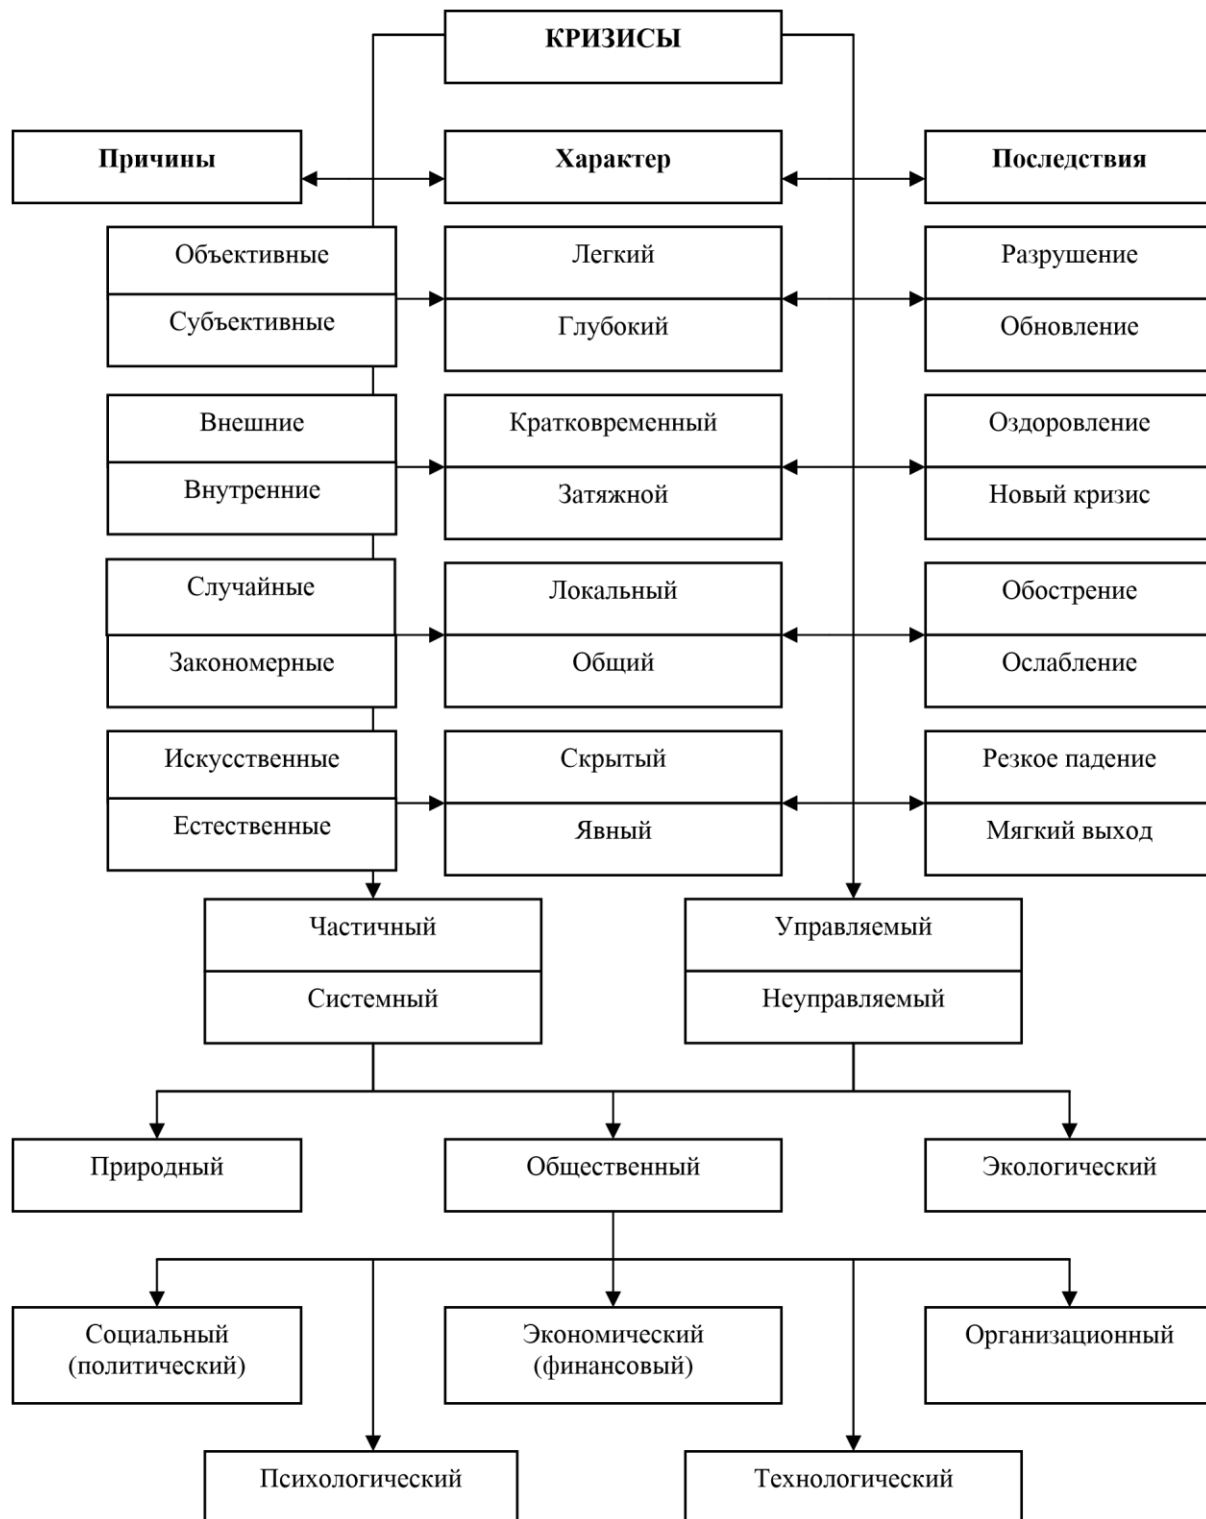 КРИЗИСЫ
Причины
Характер
Последствия
Объективные
Легкий
Разрушение
Субъективные
Глубокий
Обновление
Внешние
Кратковременный
Оздоровление
Внутренние
Затяжной
Новый кризис
Случайные
Локальный
Обострение
Закономерные
Общий
Ослабление
Искусственные
Скрытый
Резкое падение
Естественные
Явный
Мягкий выход
Частичный
Управляемый
Системный
Неуправляемый
Природный
Общественный
Экологический
Социальный
(политический)
Экономический
(финансовый)
Организационный
Психологический
Технологический